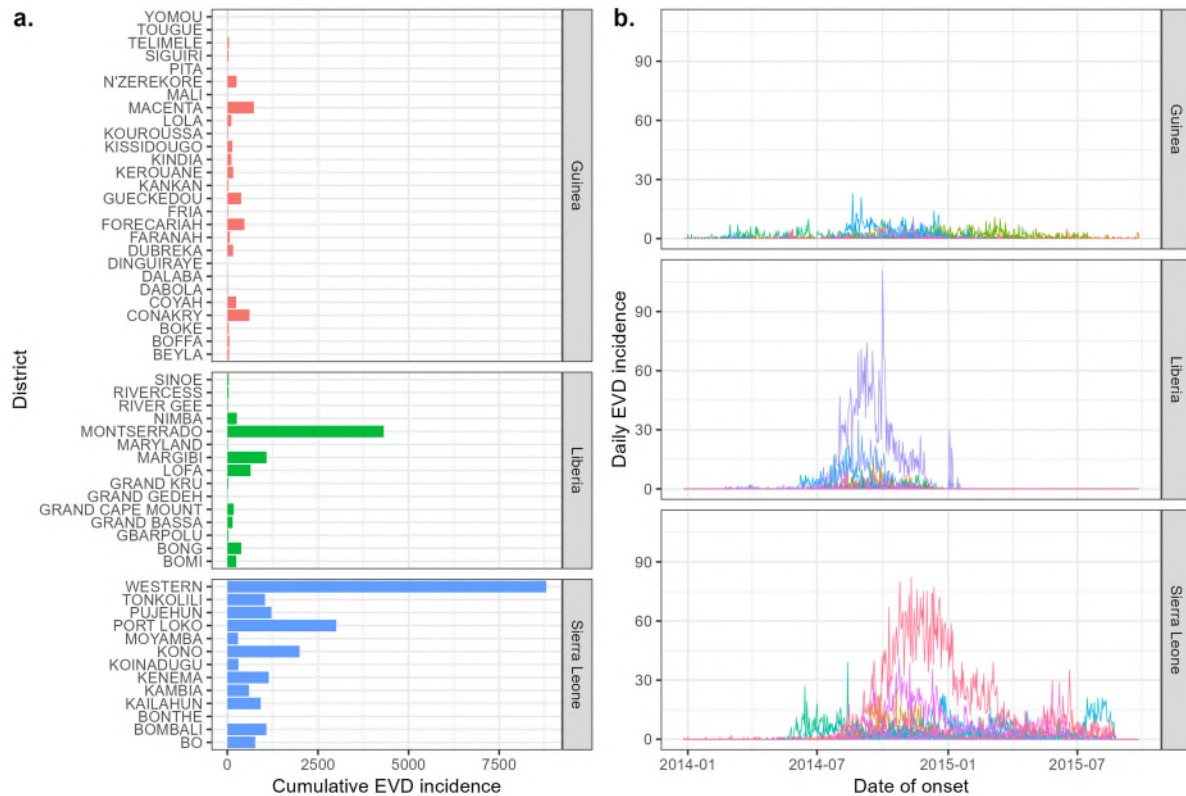 a.
District
YOMOU
TOUGUE
TELIMELE
SIGUIRI
PITA
N'ZEREKORE
MALI
MACENTA
LOLA
KOUROUSSA
KISSIDOUGO
KINDIA
KEROUANE
KANKAN
GUECKEDOU
FRIA
FORECARIAH
FARANAH
DUBREKA
DINGUIRAYE
DALABA
DABOLA
COYAH
CONAKRY
BOKE
BOFFA
BEYLA
Guinea
SINOE
RIVERCESS
RIVER GEE
NIMBA
MONTSERRADO
MARYLAND
MARGIBI
LOFA
GRAND KRU
GRAND GEDEH
GRAND CAPE MOUNT
GRAND BASSA
GBARPOLU
BONG
BOMI
Liberia
WESTERN
TONKOLILI
PUJEHUN
PORT LOKO
MOYAMBA
KONO
KOINADUGU
KENEMA
KAMBIA
KAILAHUN
BONTHE
BOMBALI
BO
Sierra Leone
0 2500 5000 7500
Cumulative EVD incidence
b.
Daily EVD incidence
90
60
30
0
Guinea
90
60
30
0
Liberia
90
60
30
0
Sierra Leone
2014-01 2014-07 2015-01 2015-07
Date of onset